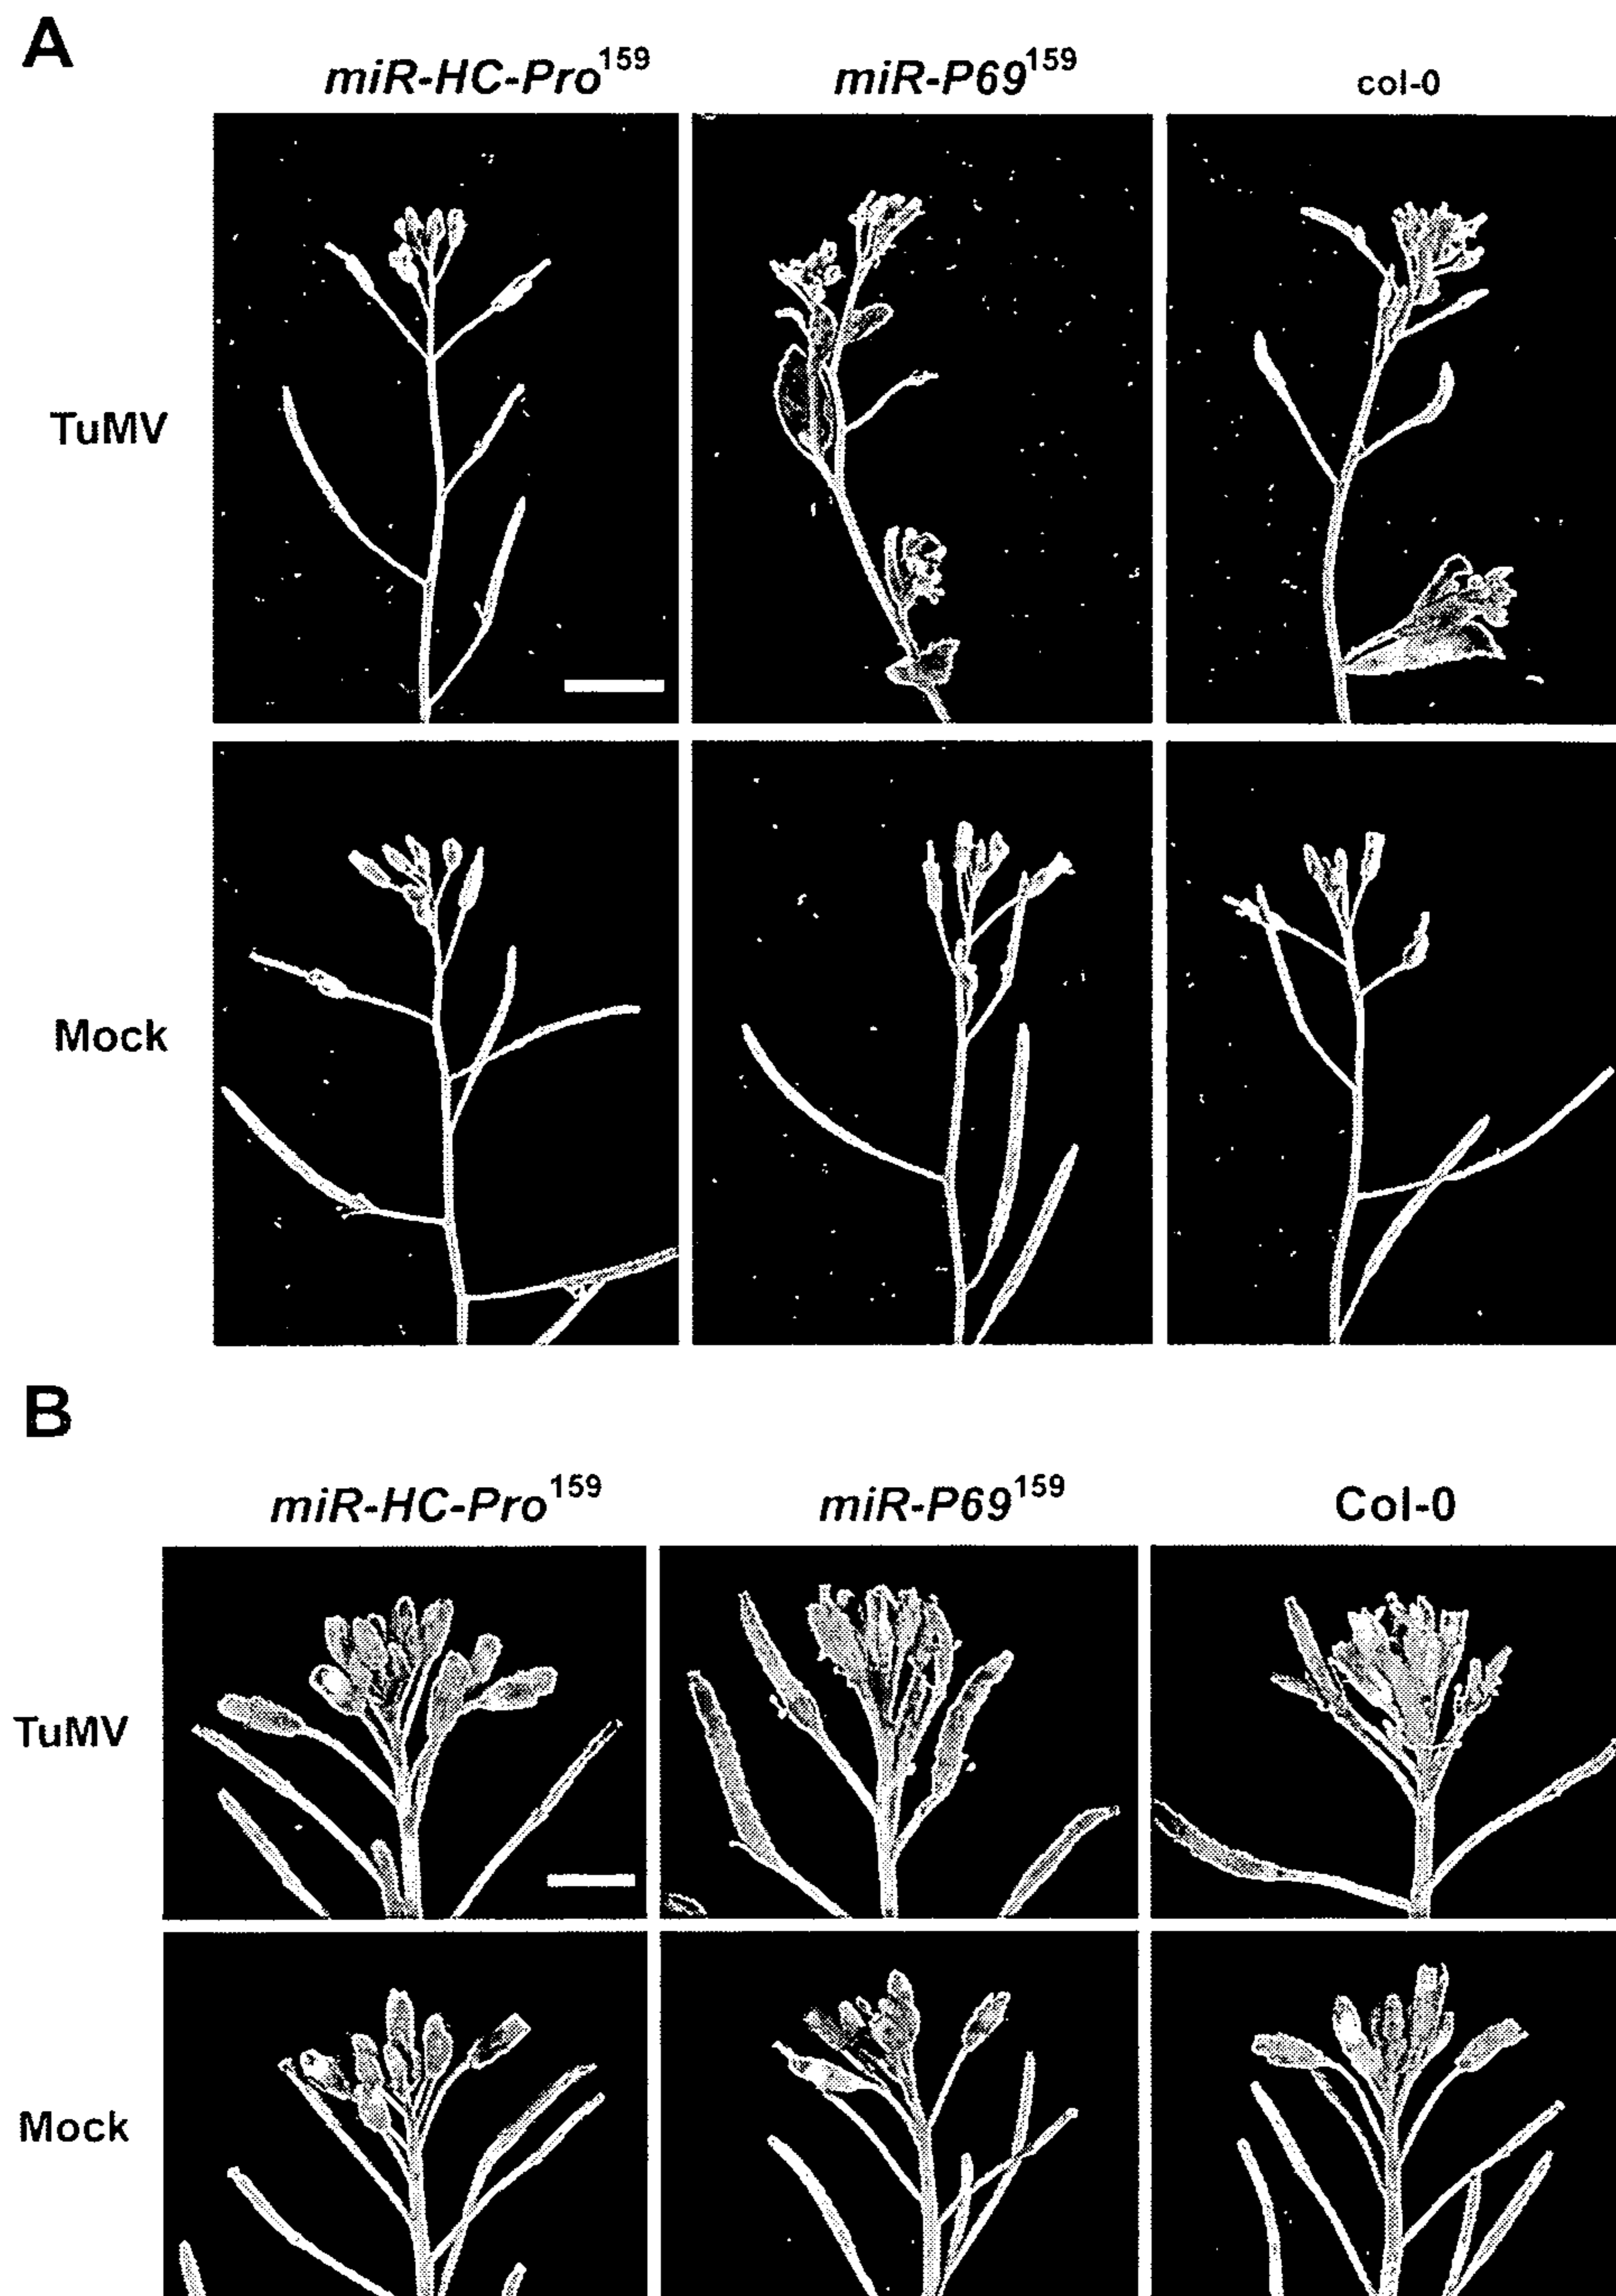 A
miR-HC-Pro¹⁵⁹ miR-P69¹⁵⁹ col-0
TuMV
Mock
B
miR-HC-Pro¹⁵⁹ miR-P69¹⁵⁹ Col-0
TuMV
Mock